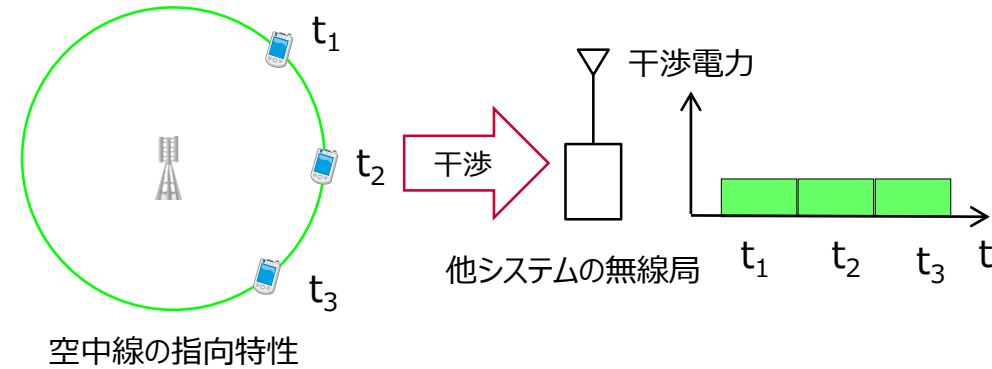 t1
t2
t3
空中線の指向特性
干渉
他システムの無線局
干渉電力
t1
t2
t3
t